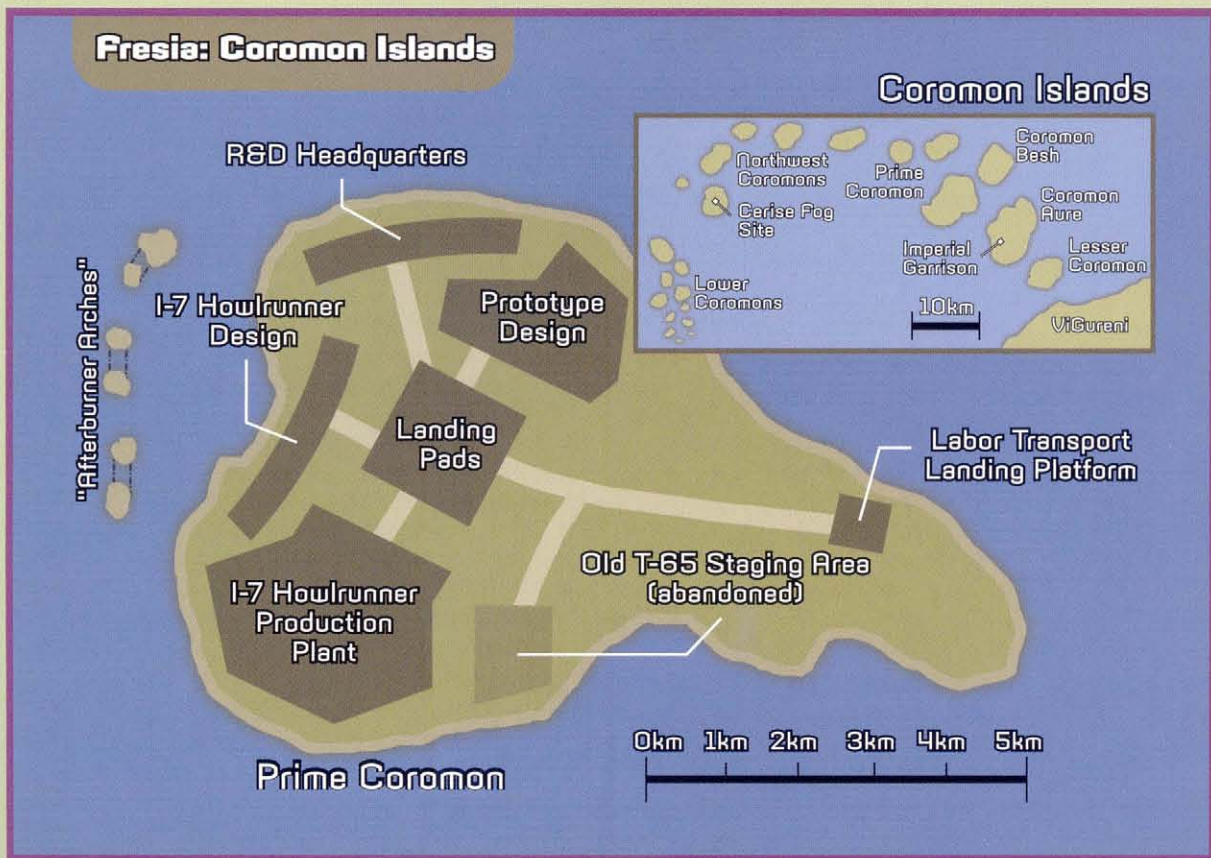 Fresia: Coromon Islands
Coromon Islands
R&D Headquarters
"Afterburner Arches"
I-7 Howlrunner
Design
Prototype
Design
Landing
Pads
Labor Transport
Landing Platform
Old T-65 Staging Area
(abandoned)
I-7 Howlrunner
Production
Plant
Prime Coromon
0km 1km 2km 3km 4km 5km
Northwest
Coromons
Cerise Fog
Site
Lower
Coromons
Prime
Coromon
Coromon
Besh
Coromon
Aure
Imperial
Garrison
Lesser
Coromon
10km
ViGureni